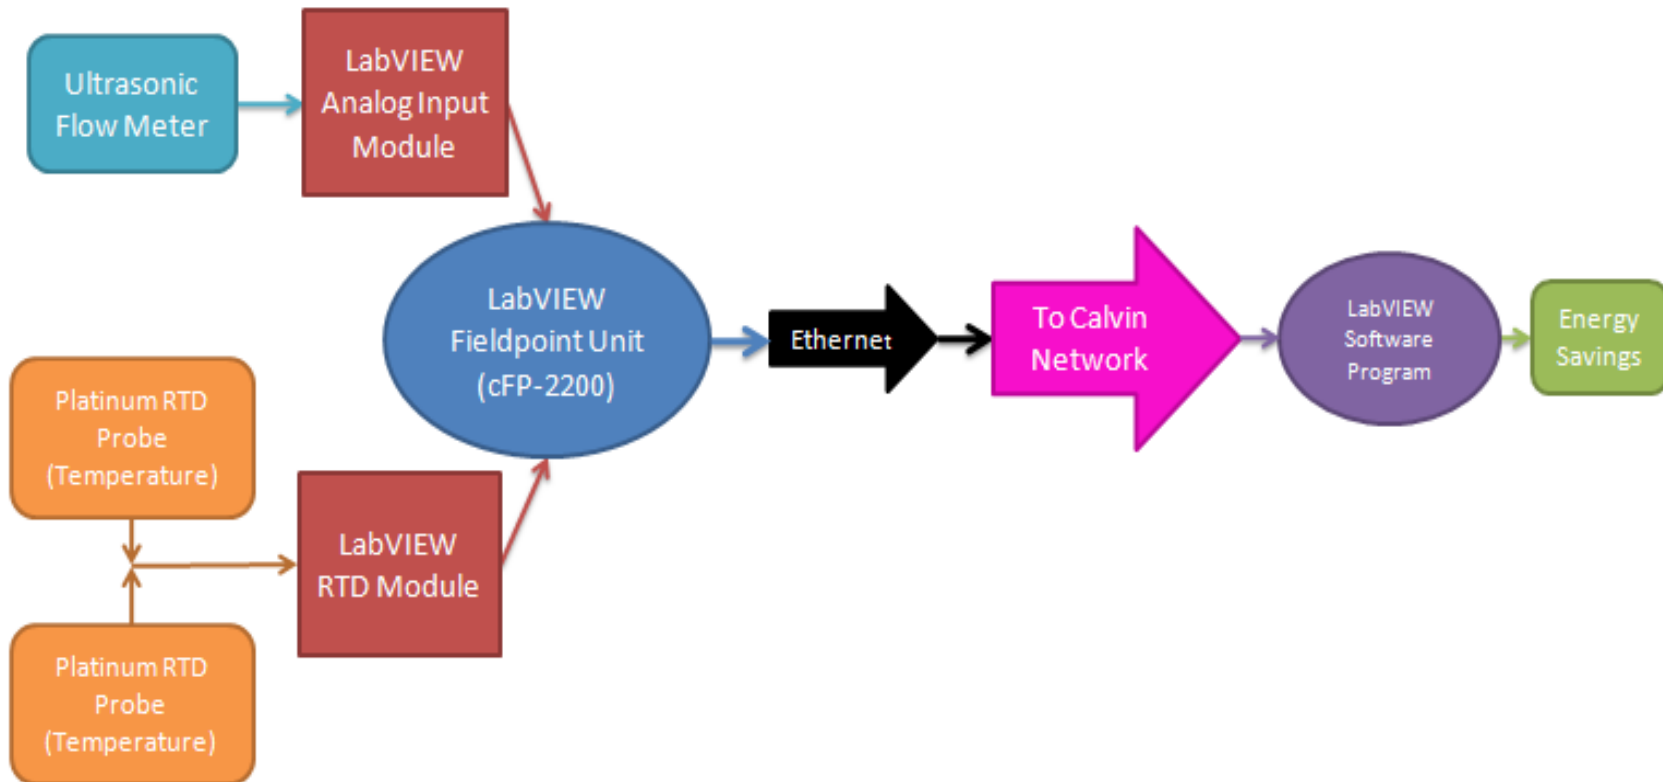 Ultrasonic
Flow Meter
LabVIEW
Analog Input
Module
LabVIEW
Fieldpoint Unit
(cFP-2200)
Platinum RTD
Probe
(Temperature)
LabVIEW
RTD Module
Platinum RTD
Probe
(Temperature)
Ethernet
To Calvin
Network
LabVIEW
Software
Program
Energy
Savings